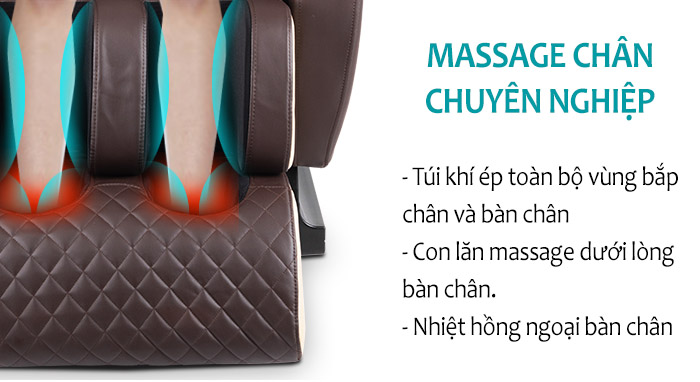 MASSAGE CHÂN
CHUYÊN NGHIỆP
- Túi khí ép toàn bộ vùng bắp
chân và bàn chân
- Con lăn massage dưới lòng
bàn chân.
- Nhiệt hồng ngoại bàn chân